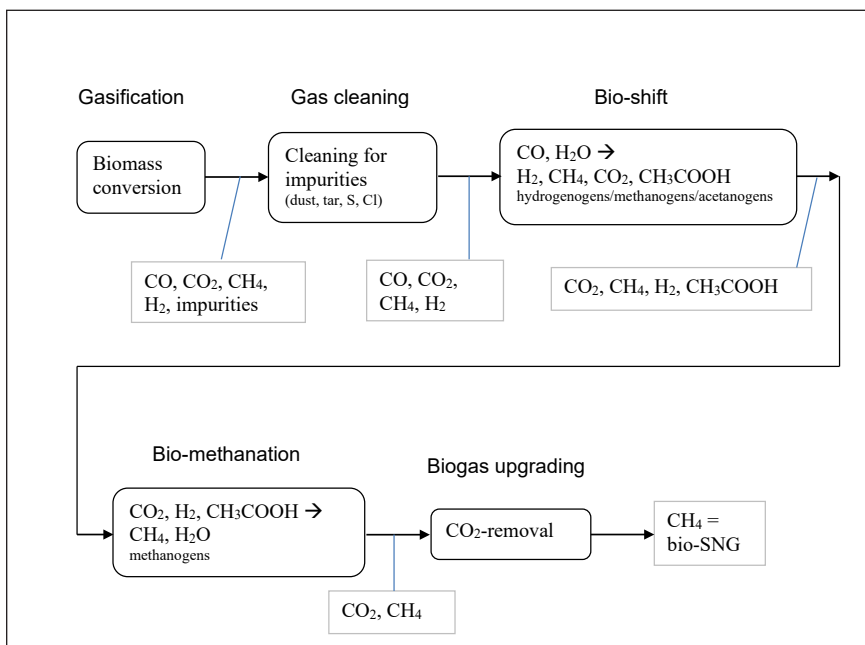 Gasification
Gas cleaning
Bio-shift
Biomass
conversion
Cleaning for
impurities
(dust, tar, S, Cl)
CO, H₂O →
H₂, CH₄, CO₂, CH₃COOH
hydrogenogens/methanogens/acetanogens
CO, CO₂, CH₄,
H₂, impurities
CO, CO₂,
CH₄, H₂
CO₂, CH₄, H₂, CH₃COOH
Bio-methanation
Biogas upgrading
CO₂, H₂, CH₃COOH →
CH₄, H₂O
methanogens
CO₂-removal
CH₄ =
bio-SNG
CO₂, CH₄